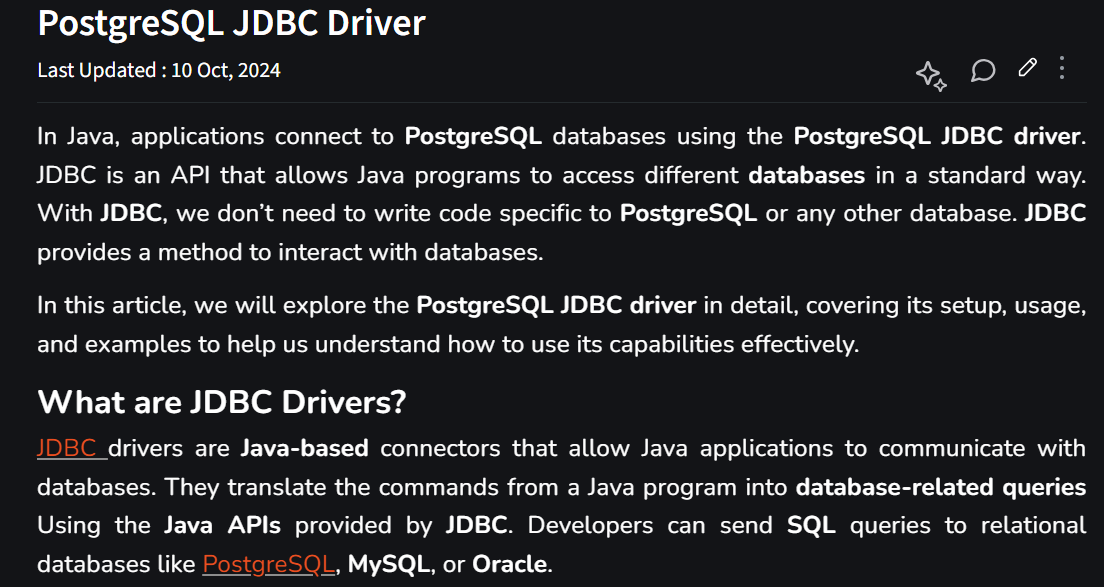 PostgreSQL JDBC Driver
Last Updated : 10 Oct, 2024
In Java, applications connect to PostgreSQL databases using the PostgreSQL JDBC driver.
JDBC is an API that allows Java programs to access different databases in a standard way.
With JDBC, we don’t need to write code specific to PostgreSQL or any other database. JDBC
provides a method to interact with databases.
In this article, we will explore the PostgreSQL JDBC driver in detail, covering its setup, usage,
and examples to help us understand how to use its capabilities effectively.
What are JDBC Drivers?
JDBC drivers are Java-based connectors that allow Java applications to communicate with
databases. They translate the commands from a Java program into database-related queries
Using the Java APIs provided by JDBC. Developers can send SQL queries to relational
databases like PostgreSQL, MySQL, or Oracle.